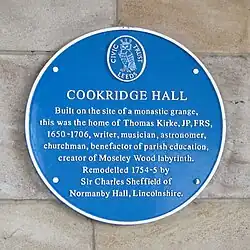 CIVIC TRUST
LEEDS
COOKRIDGE HALL
Built on the site of a monastic grange,
this was the home of Thomas Kirke, JP, FRS,
1650-1706, writer, musician, astronomer,
churchman, benefactor of parish education,
creator of Moseley Wood labyrinth.
Remodelled 1754-5 by
Sir Charles Sheffield of
Normanby Hall, Lincolnshire.